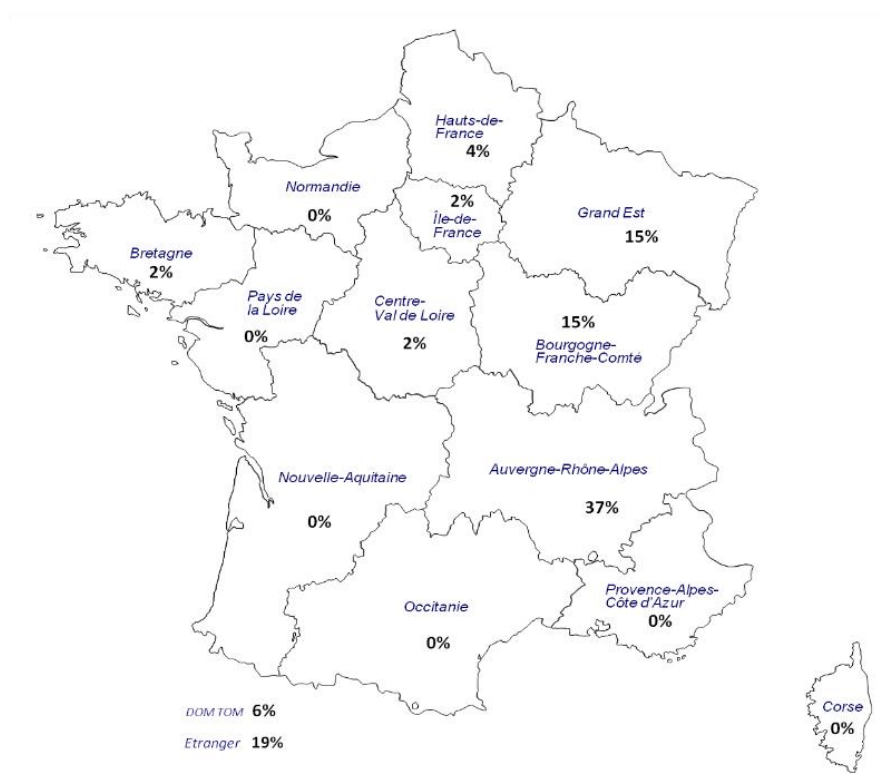 Hauts-de-
France
4%
Normandie
0%
2%
Île-de-
France
Grand Est
15%
Bretagne
2%
Pays de
la Loire
0%
Centre-
Val de Loire
2%
15%
Bourgogne-
Franche-Comté
Nouvelle-Aquitaine
0%
Auvergne-Rhône-Alpes
37%
Occitanie
0%
Provence-Alpes-
Côte d'Azur
0%
Corse
0%
DOM TOM 6%
Etranger 19%